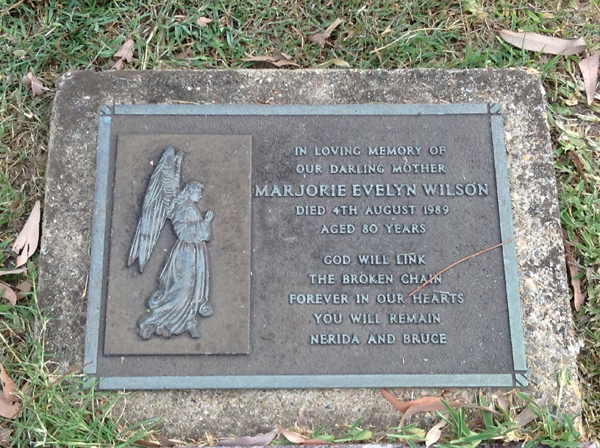 IN LOVING MEMORY OF
OUR DARLING MOTHER
MARJORIE EVELYN WILSON
DIED 4TH AUGUST 1989
AGED 80 YEARS
GOD WILL LINK
THE BROKEN CHAIN
FOREVER IN OUR HEARTS
YOU WILL REMAIN
NERIDA AND BRUCE